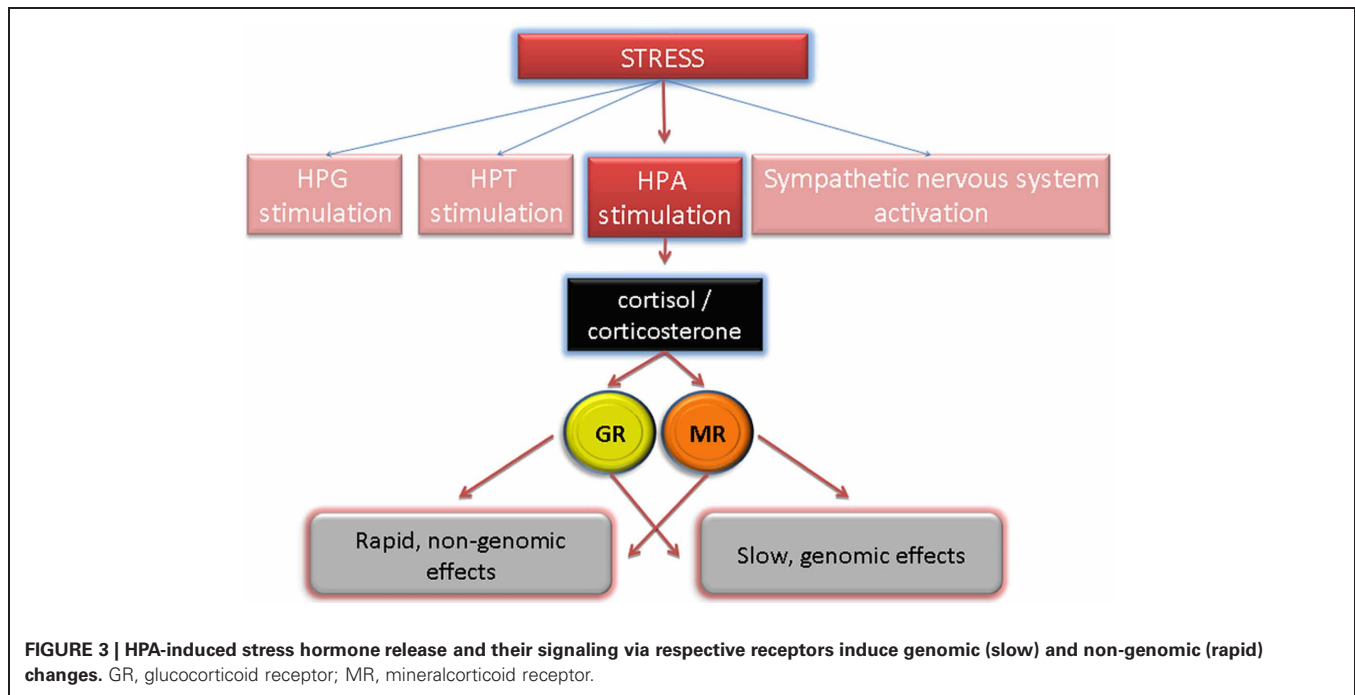 STRESS
HPG
stimulation
HPT
stimulation
HPA
stimulation
Sympathetic nervous system
activation
cortisol /
corticosterone
GR
MR
Rapid, non-genomic
effects
Slow, genomic effects
FIGURE 3 | HPA-induced stress hormone release and their signaling via respective receptors induce genomic (slow) and non-genomic (rapid)
changes. GR, glucocorticoid receptor; MR, mineralcorticoid receptor.